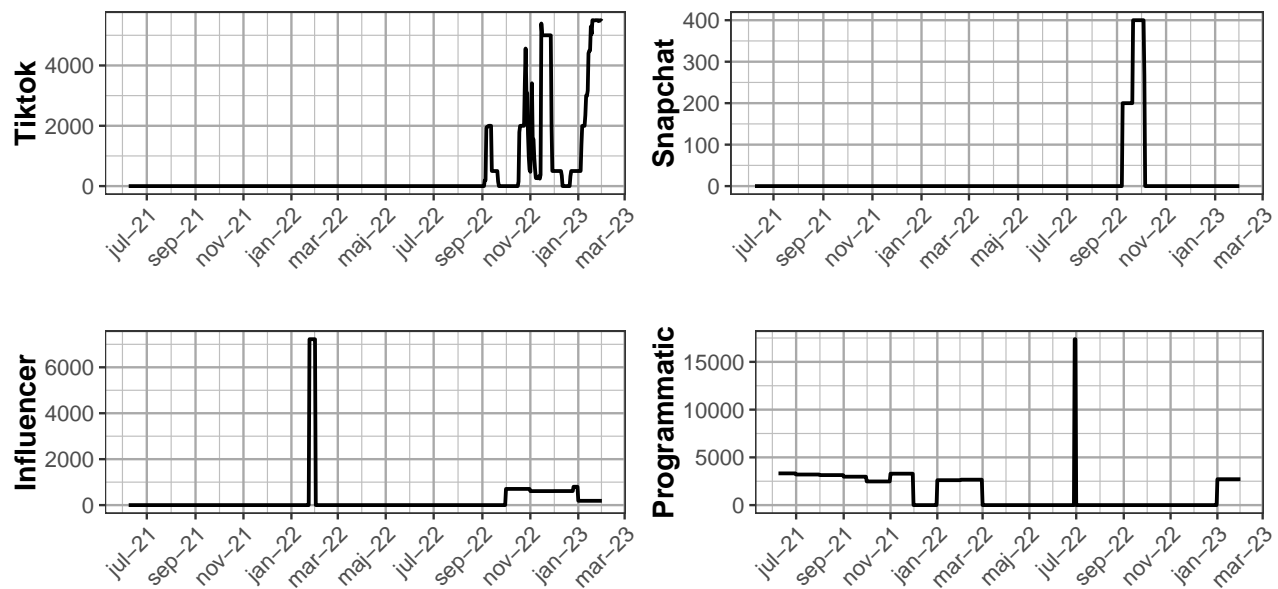 Tiktok
4000
2000
0
jul–21
sep–21
nov–21
jan–22
mar–22
maj–22
jul–22
sep–22
nov–22
jan–23
mar–23
Snapchat
400
300
200
100
0
jul–21
sep–21
nov–21
jan–22
mar–22
maj–22
jul–22
sep–22
nov–22
jan–23
mar–23
Influencer
6000
4000
2000
0
jul–21
sep–21
nov–21
jan–22
mar–22
maj–22
jul–22
sep–22
nov–22
jan–23
mar–23
Programmatic
15000
10000
5000
0
jul–21
sep–21
nov–21
jan–22
mar–22
maj–22
jul–22
sep–22
nov–22
jan–23
mar–23